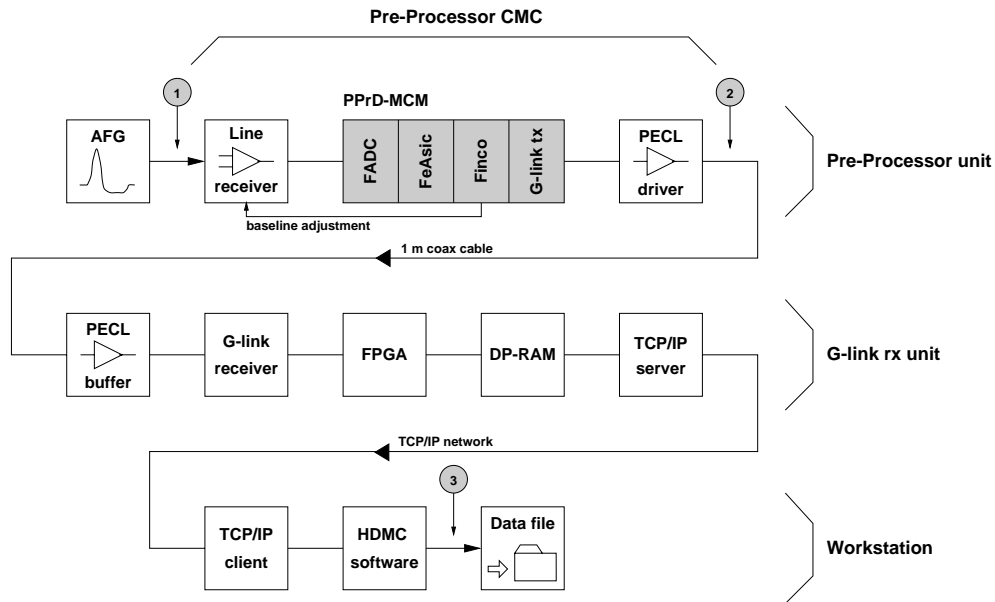 Pre-Processor CMC
1
2
PPrD-MCM
AFG
Line
receiver
FADC
FeAsic
Finco
G-link tx
PECL
driver
Pre-Processor unit
baseline adjustment
1 m coax cable
PECL
buffer
G-link
receiver
FPGA
DP-RAM
TCP/IP
server
G-link rx unit
TCP/IP network
3
TCP/IP
client
HDMC
software
Data file
Workstation